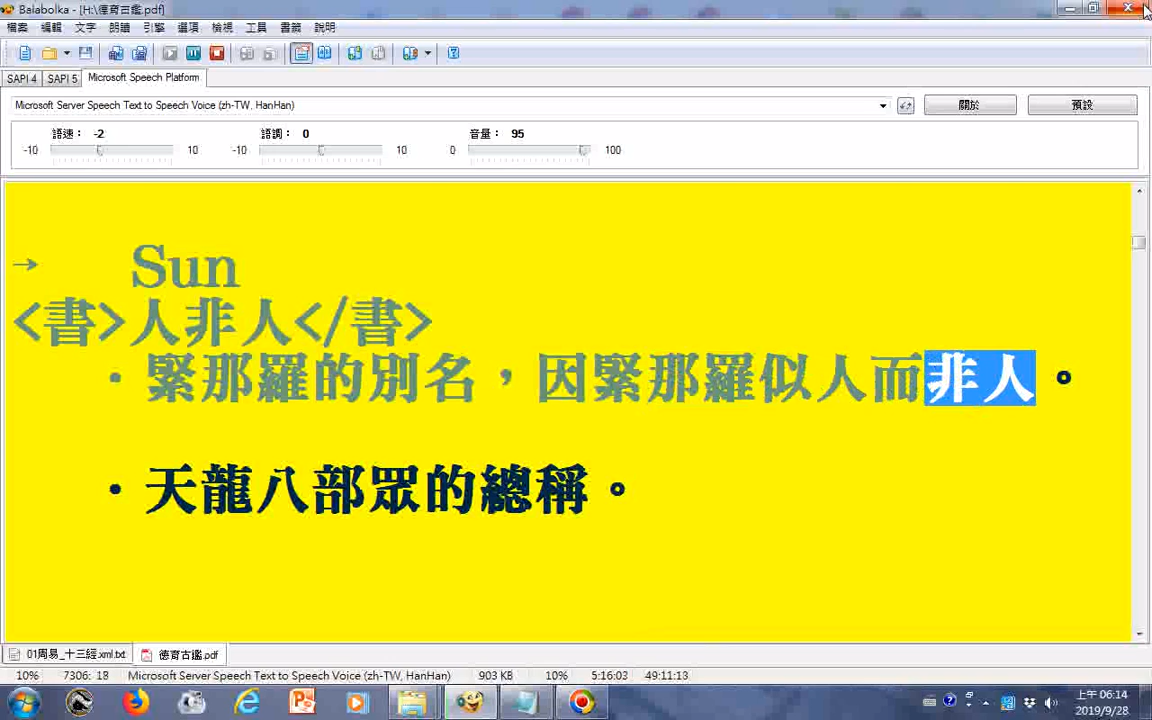 Balabolka - [H:\德育古鑑.pdf]
檔案 編輯 文字 朗讀 引擎 選項 檢視 工具 書籤 說明
SAPI 4 SAPI 5 Microsoft Speech Platform
Microsoft Server Speech Text to Speech Voice (zh-TW, HanHan) 關於 預設
語速： -2 語調： 0 音量： 95
-10 10 -10 10 0 100
→ Sun
<書>人非人</書>
・緊那羅的別名，因緊那羅似人而非人。
・天龍八部眾的總稱。
01周易_十三經.xml.txt 德育古鑑.pdf
10% 7306: 18 Microsoft Server Speech Text to Speech Voice (zh-TW, HanHan) 903 KB 10% 5:16:03 49:11:13
上午 06:14
2019/9/28